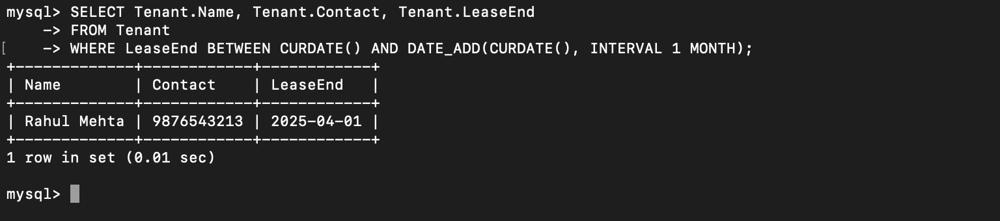 mysql> SELECT Tenant.Name, Tenant.Contact, Tenant.LeaseEnd
    -> FROM Tenant
[    -> WHERE LeaseEnd BETWEEN CURDATE() AND DATE_ADD(CURDATE(), INTERVAL 1 MONTH);
+-------------+------------+------------+
| Name        | Contact    | LeaseEnd   |
+-------------+------------+------------+
| Rahul Mehta | 9876543213 | 2025-04-01 |
+-------------+------------+------------+
1 row in set (0.01 sec)
mysql>